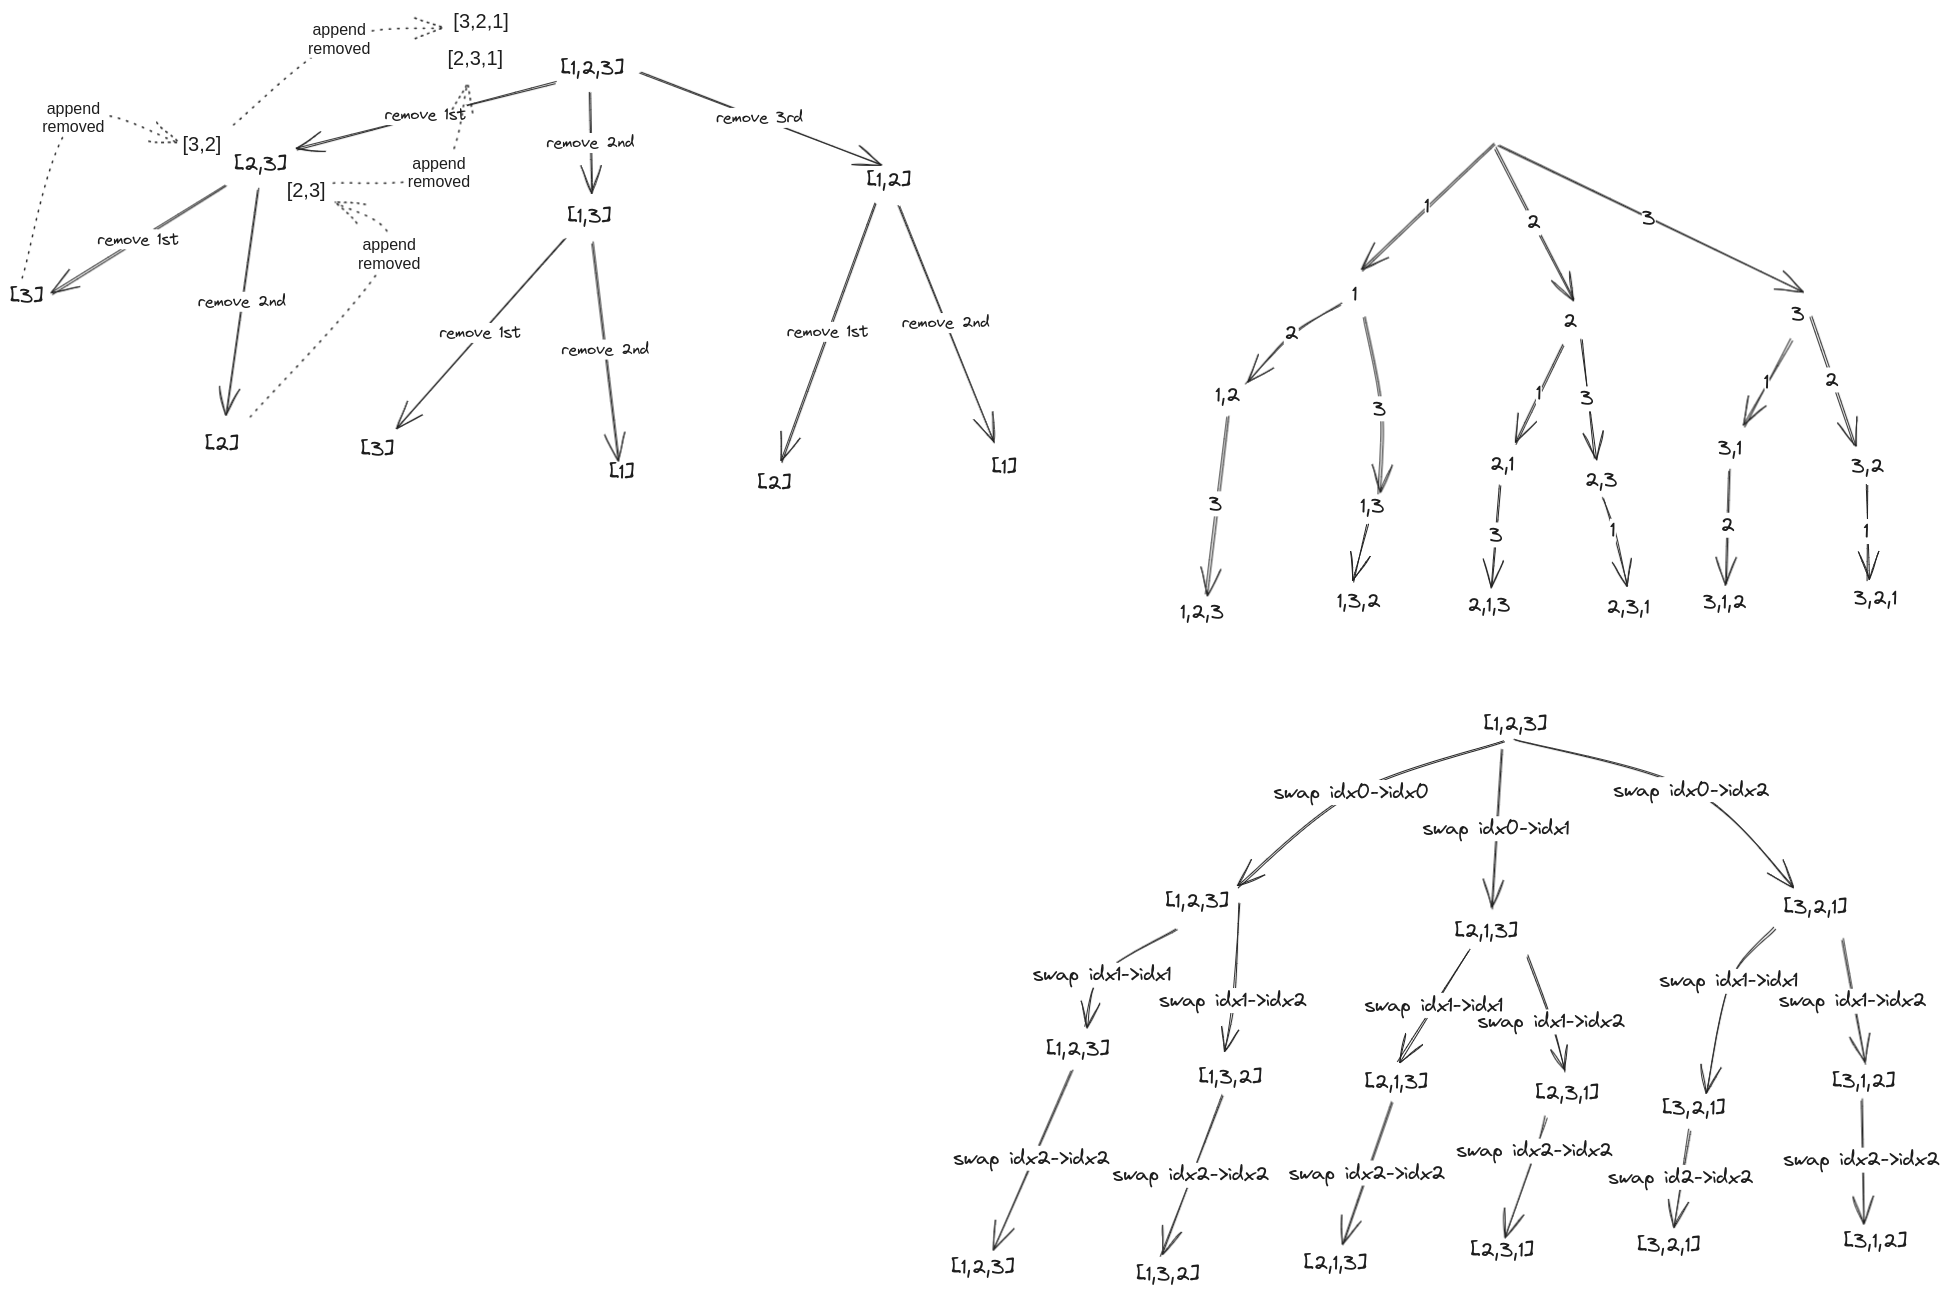 append
removed
[3,2,1]
[2,3,1]
[1,2,3]
append
removed
remove 1st
remove 2nd
remove 3rd
[3,2]
[2,3]
append
removed
[2,3]
[1,2]
[1,3]
remove 1st
append
removed
[3]
remove 2nd
remove 1st
remove 2nd
remove 1st
remove 2nd
[2]
[3]
[1]
[2]
[1]
1
2
3
1
2
3
2
3
1
3
1
2
1,2
1,3
2,1
2,3
3,1
3,2
3
3
1
2
1
1,2,3
1,3,2
2,1,3
2,3,1
3,1,2
3,2,1
[1,2,3]
swap idx0->idx0
swap idx0->idx1
swap idx0->idx2
[1,2,3]
[2,1,3]
[3,2,1]
swap idx1->idx1
swap idx1->idx2
swap idx1->idx1
swap idx1->idx2
swap idx1->idx1
swap idx1->idx2
[1,2,3]
[1,3,2]
[2,1,3]
[2,3,1]
[3,2,1]
[3,1,2]
swap idx2->idx2
swap idx2->idx2
swap idx2->idx2
swap idx2->idx2
swap id2->idx2
swap idx2->idx2
[1,2,3]
[1,3,2]
[2,1,3]
[2,3,1]
[3,2,1]
[3,1,2]